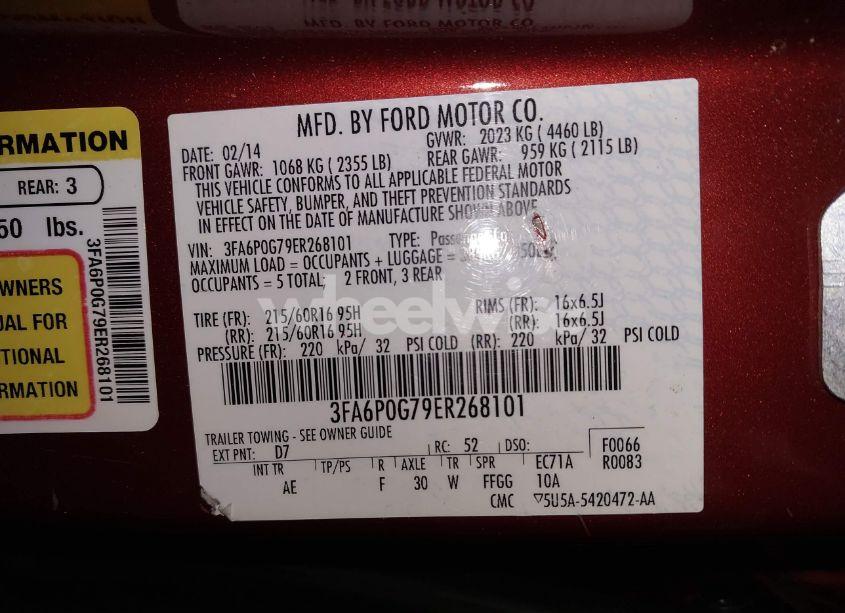 MFD. BY FORD MOTOR CO.
DATE: 02/14
GVWR: 2023 KG ( 4460 LB)
FRONT GAWR: 1068 KG ( 2355 LB)
REAR GAWR: 959 KG ( 2115 LB)
THIS VEHICLE CONFORMS TO ALL APPLICABLE FEDERAL MOTOR
VEHICLE SAFETY, BUMPER, AND THEFT PREVENTION STANDARDS
IN EFFECT ON THE DATE OF MANUFACTURE SHOWN ABOVE
VIN: 3FA6P0G79ER268101 TYPE:
MAXIMUM LOAD = OCCUPANTS + LUGGAGE =
OCCUPANTS = 5 TOTAL: 2 FRONT, 3 REAR
wheelwise
TIRE (FR): 215/60R16 95H RIMS (FR): 16x6.5J
(RR): 215/60R16 95H (RR): 16x6.5J
PRESSURE (FR): 220 kPa/ 32 PSI COLD (RR): 220 kPa/ 32 PSI COLD
3FA6P0G79ER268101
TRAILER TOWING - SEE OWNER GUIDE
EXT PNT: D7 RC: 52 DSO: F0066
R0083
INT TR TP/PS R AXLE TR SPR EC71A
AE F 30 W FFGG 10A
CMC 5U5A-5420472-AA
RMATION
REAR: 3
50 lbs.
3FA6P0G79ER268101
WNERS
UAL FOR
TIONAL
ORMATION